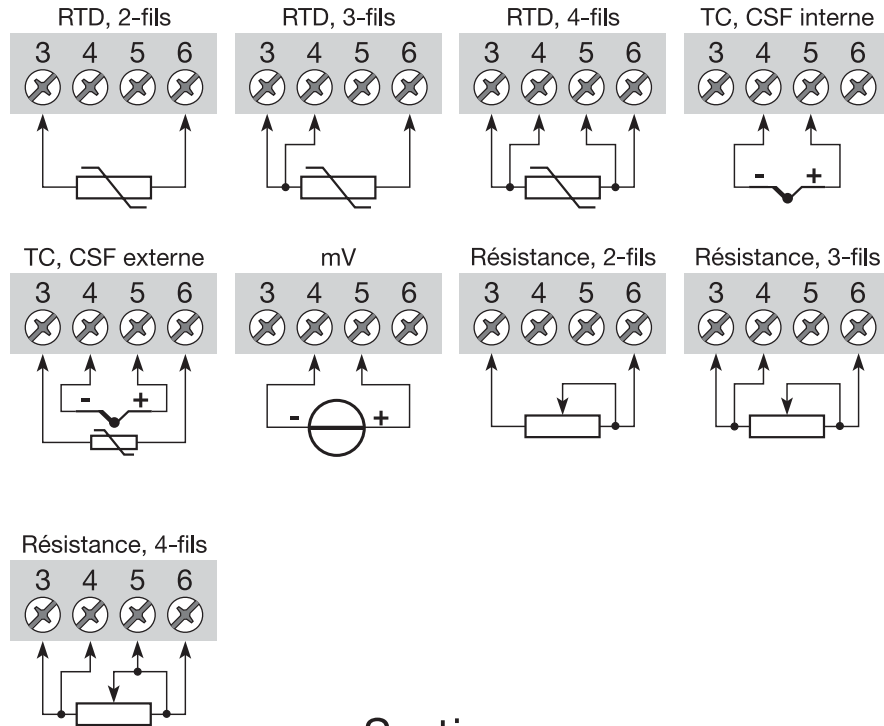 RTD, 2-fils RTD, 3-fils RTD, 4-fils TC, CSF interne
3 4 5 6 3 4 5 6 3 4 5 6 3 4 5 6
- +
TC, CSF externe mV Résistance, 2-fils Résistance, 3-fils
3 4 5 6 3 4 5 6 3 4 5 6 3 4 5 6
- + - +
Résistance, 4-fils
3 4 5 6